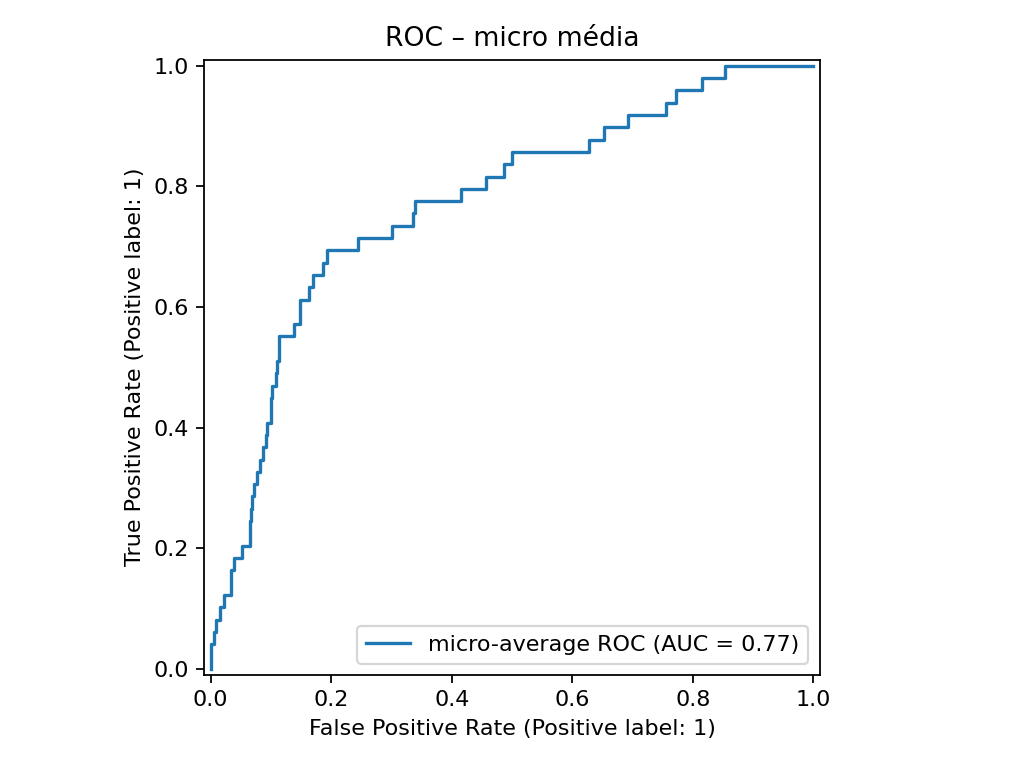 ROC – micro média
1.0
0.8
0.6
0.4
0.2
0.0
True Positive Rate (Positive label: 1)
micro-average ROC (AUC = 0.77)
0.0 0.2 0.4 0.6 0.8 1.0
False Positive Rate (Positive label: 1)